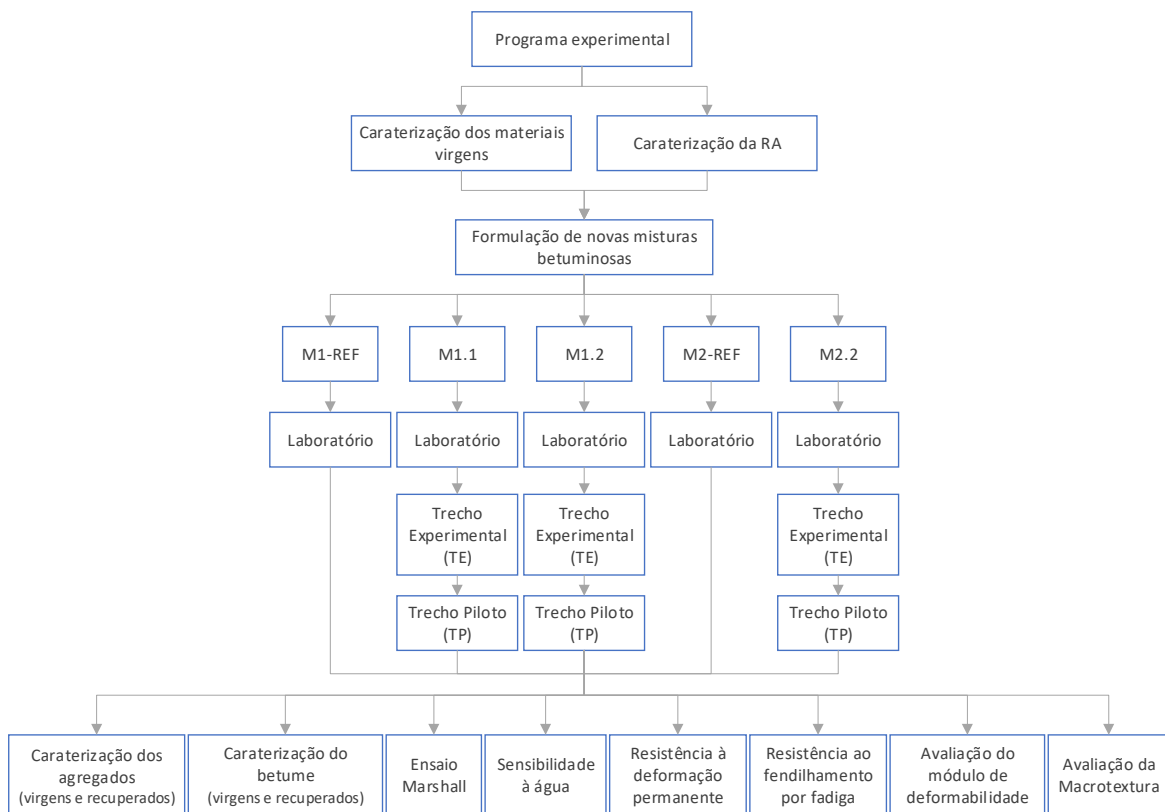 Programa experimental
Caraterização dos materiais
virgens
Caraterização da RA
Formulação de novas misturas
betuminosas
M1-REF
M1.1
M1.2
M2-REF
M2.2
Laboratório
Laboratório
Laboratório
Laboratório
Laboratório
Trecho
Experimental
(TE)
Trecho
Experimental
(TE)
Trecho
Experimental
(TE)
Trecho Piloto
(TP)
Trecho Piloto
(TP)
Trecho Piloto
(TP)
Caraterização dos
agregados
(virgens e recuperados)
Caraterização do
betume
(virgens e recuperados)
Ensaio
Marshall
Sensibilidade
à água
Resistência à
deformação
permanente
Resistência ao
fendilhamento
por fadiga
Avaliação do
módulo de
deformabilidade
Avaliação da
Macrotextura